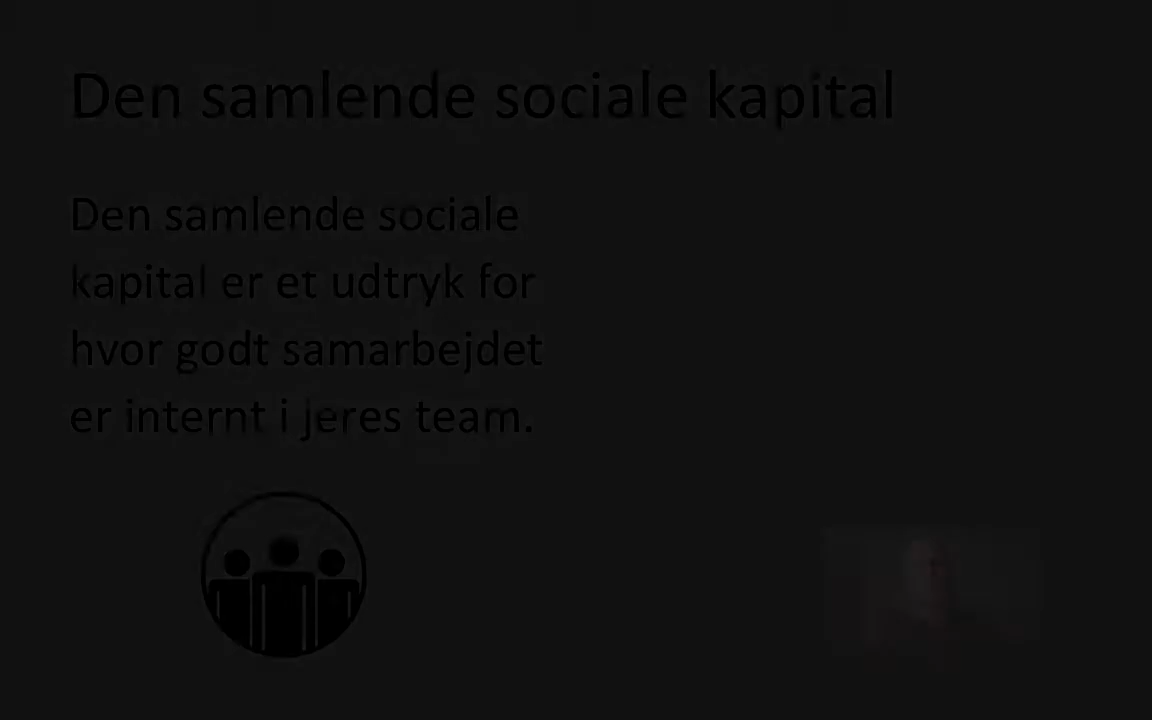 Den samlende sociale kapital
Den samlende sociale
kapital er et udtryk for
hvor godt samarbejdet
er internt i jeres team.